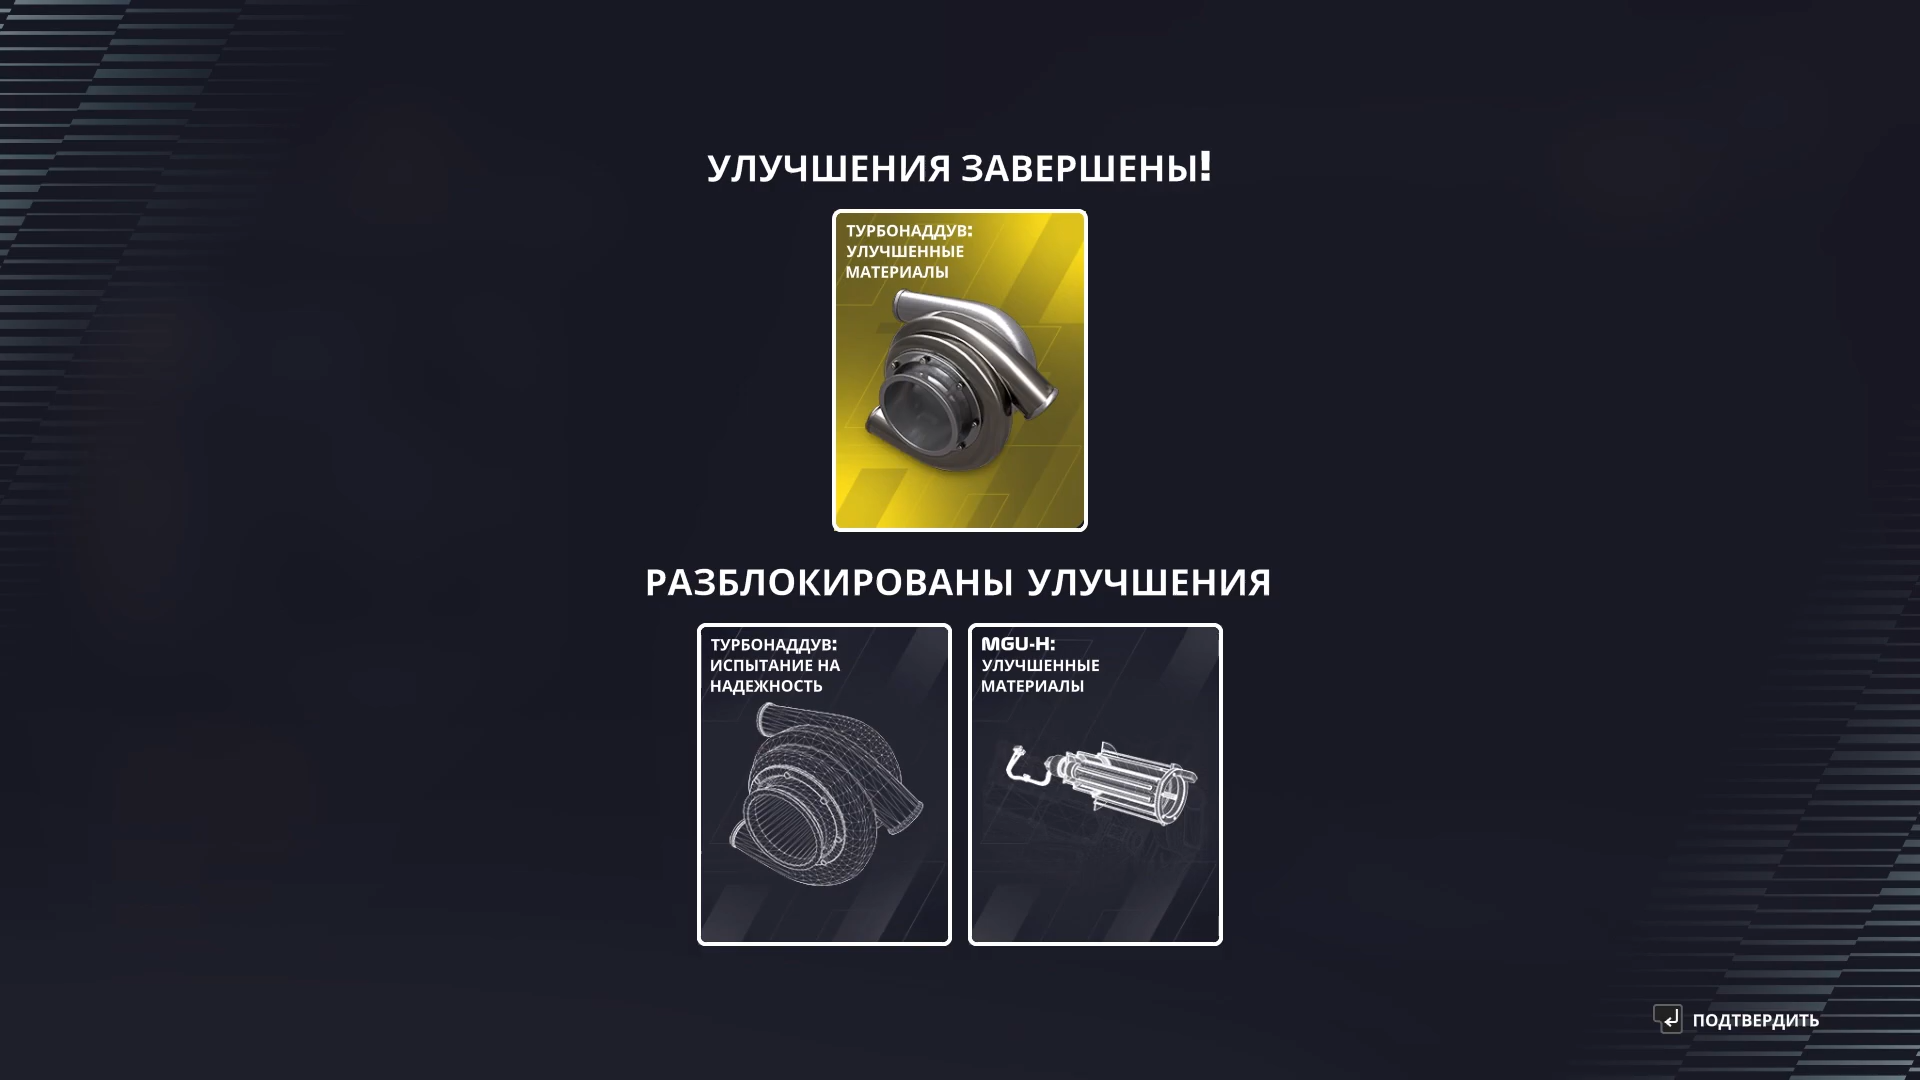 УЛУЧШЕНИЯ ЗАВЕРШЕНЫ!
ТУРБОНАДДУВ:
УЛУЧШЕННЫЕ
МАТЕРИАЛЫ
РАЗБЛОКИРОВАНЫ УЛУЧШЕНИЯ
ТУРБОНАДДУВ:
ИСПЫТАНИЕ НА
НАДЕЖНОСТЬ
MGU-H:
УЛУЧШЕННЫЕ
МАТЕРИАЛЫ
ПОДТВЕРДИТЬ